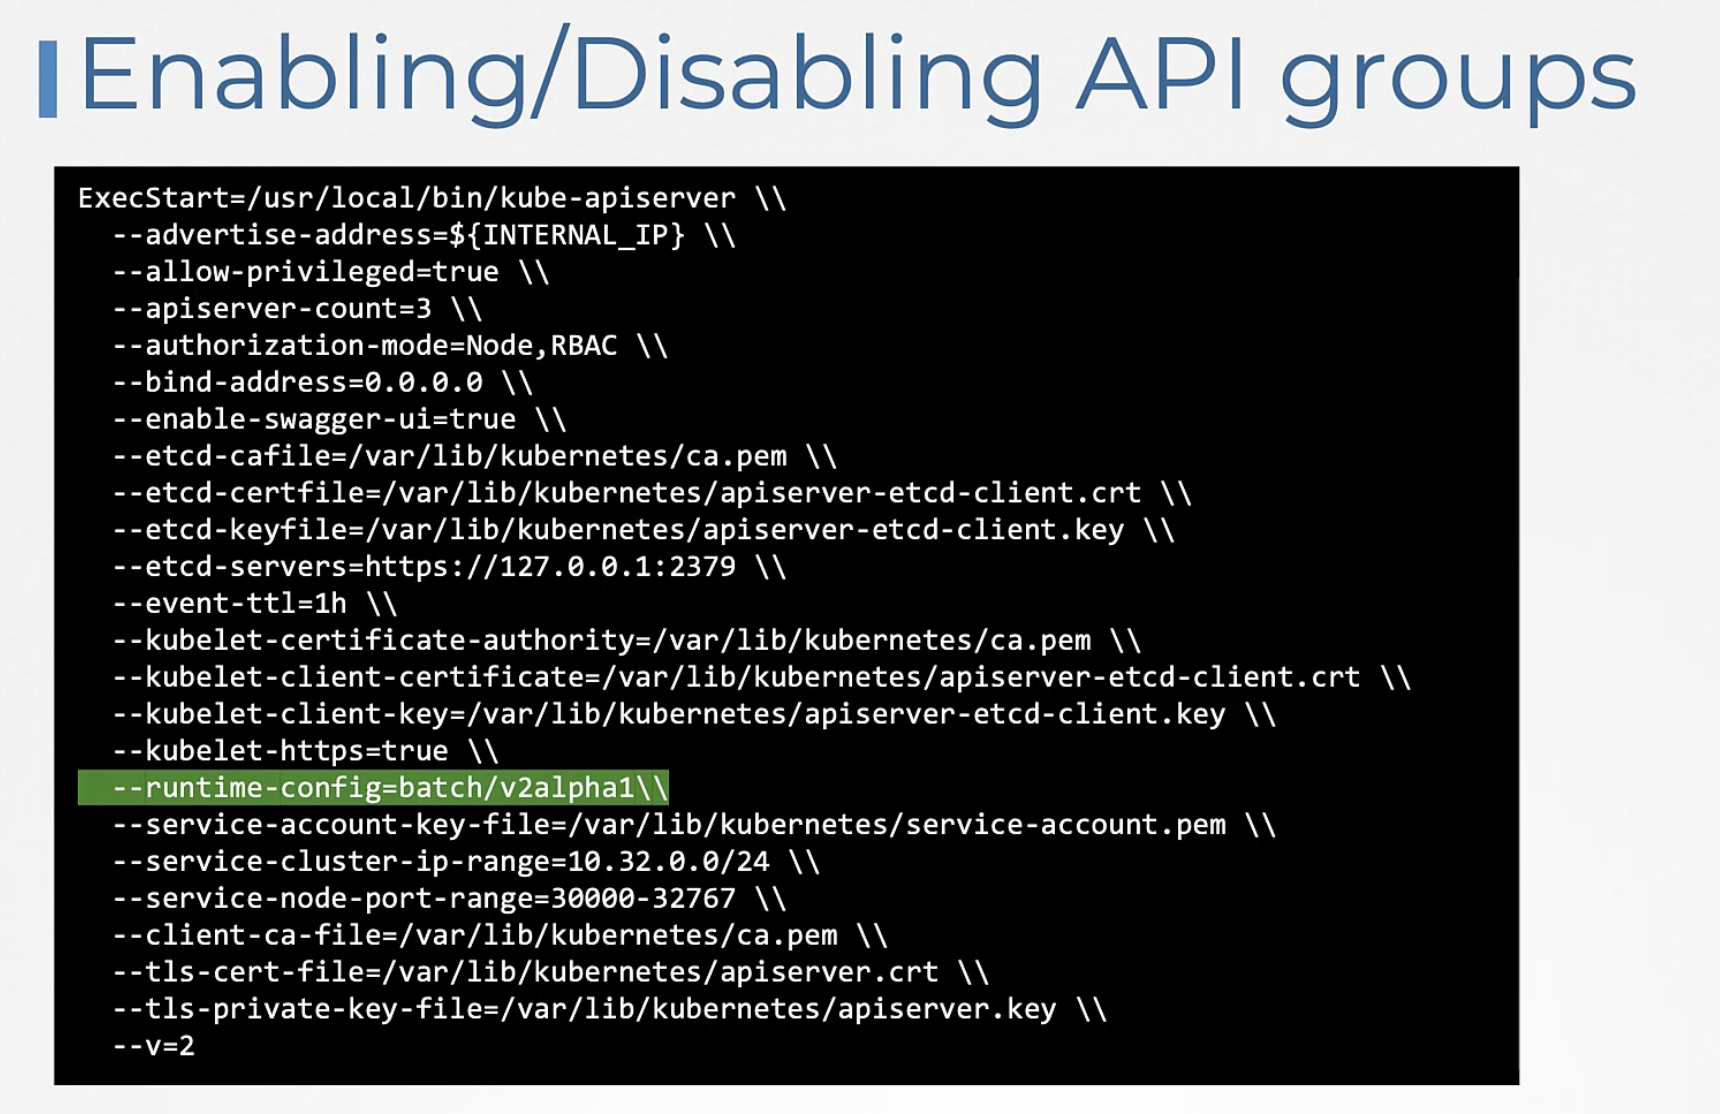 Enabling/Disabling API groups
ExecStart=/usr/local/bin/kube-apiserver \\
--advertise-address=${INTERNAL_IP} \\
--allow-privileged=true \\
--apiserver-count=3 \\
--authorization-mode=Node,RBAC \\
--bind-address=0.0.0.0 \\
--enable-swagger-ui=true \\
--etcd-cafile=/var/lib/kubernetes/ca.pem \\
--etcd-certfile=/var/lib/kubernetes/apiserver-etcd-client.crt \\
--etcd-keyfile=/var/lib/kubernetes/apiserver-etcd-client.key \\
--etcd-servers=https://127.0.0.1:2379 \\
--event-ttl=1h \\
--kubelet-certificate-authority=/var/lib/kubernetes/ca.pem \\
--kubelet-client-certificate=/var/lib/kubernetes/apiserver-etcd-client.crt \\
--kubelet-client-key=/var/lib/kubernetes/apiserver-etcd-client.key \\
--kubelet-https=true \\
--runtime-config=batch/v2alpha1\\
--service-account-key-file=/var/lib/kubernetes/service-account.pem \\
--service-cluster-ip-range=10.32.0.0/24 \\
--service-node-port-range=30000-32767 \\
--client-ca-file=/var/lib/kubernetes/ca.pem \\
--tls-cert-file=/var/lib/kubernetes/apiserver.crt \\
--tls-private-key-file=/var/lib/kubernetes/apiserver.key \\
--v=2